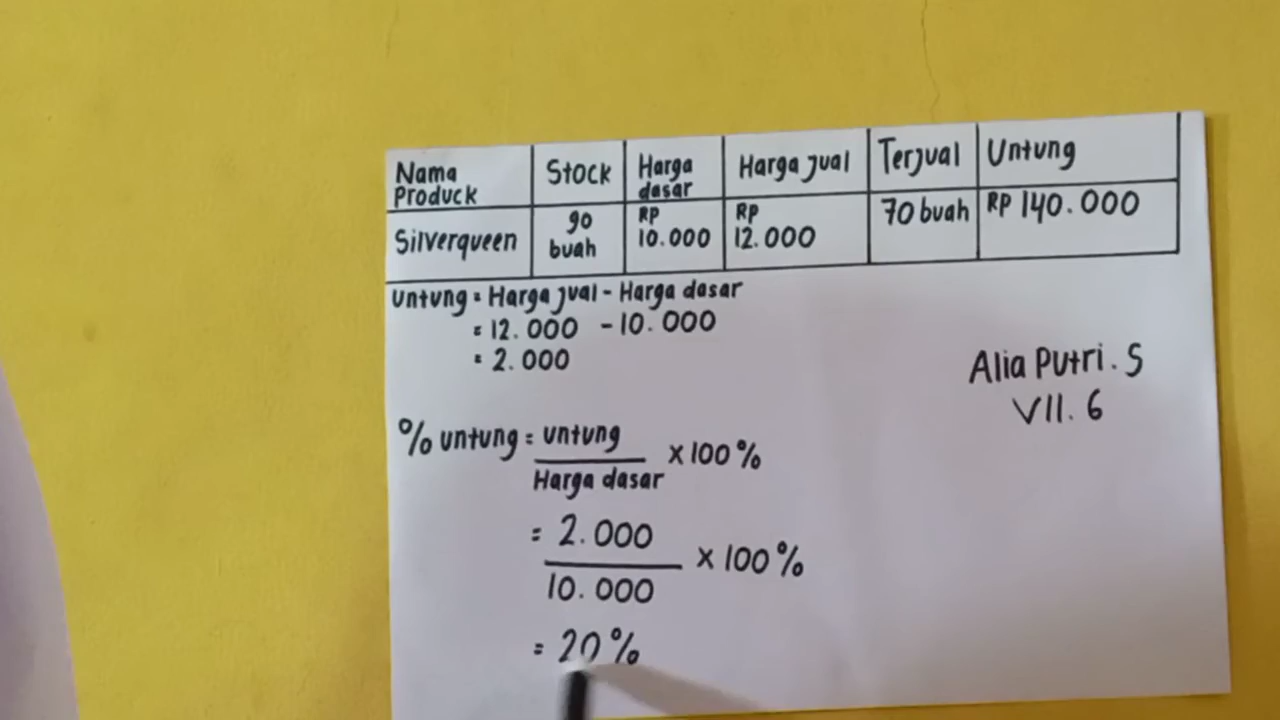 Nama Produck | Stock | Harga dasar | Harga jual | Terjual | Untung
Silverqueen | 90 buah | RP 10.000 | RP 12.000 | 70 buah | RP 140.000
Untung = Harga jual - Harga dasar
= 12.000 - 10.000
= 2.000
Alia Putri. S
VII. 6
% untung = untung / Harga dasar x 100 %
= 2.000 / 10.000 x 100 %
= 20 %